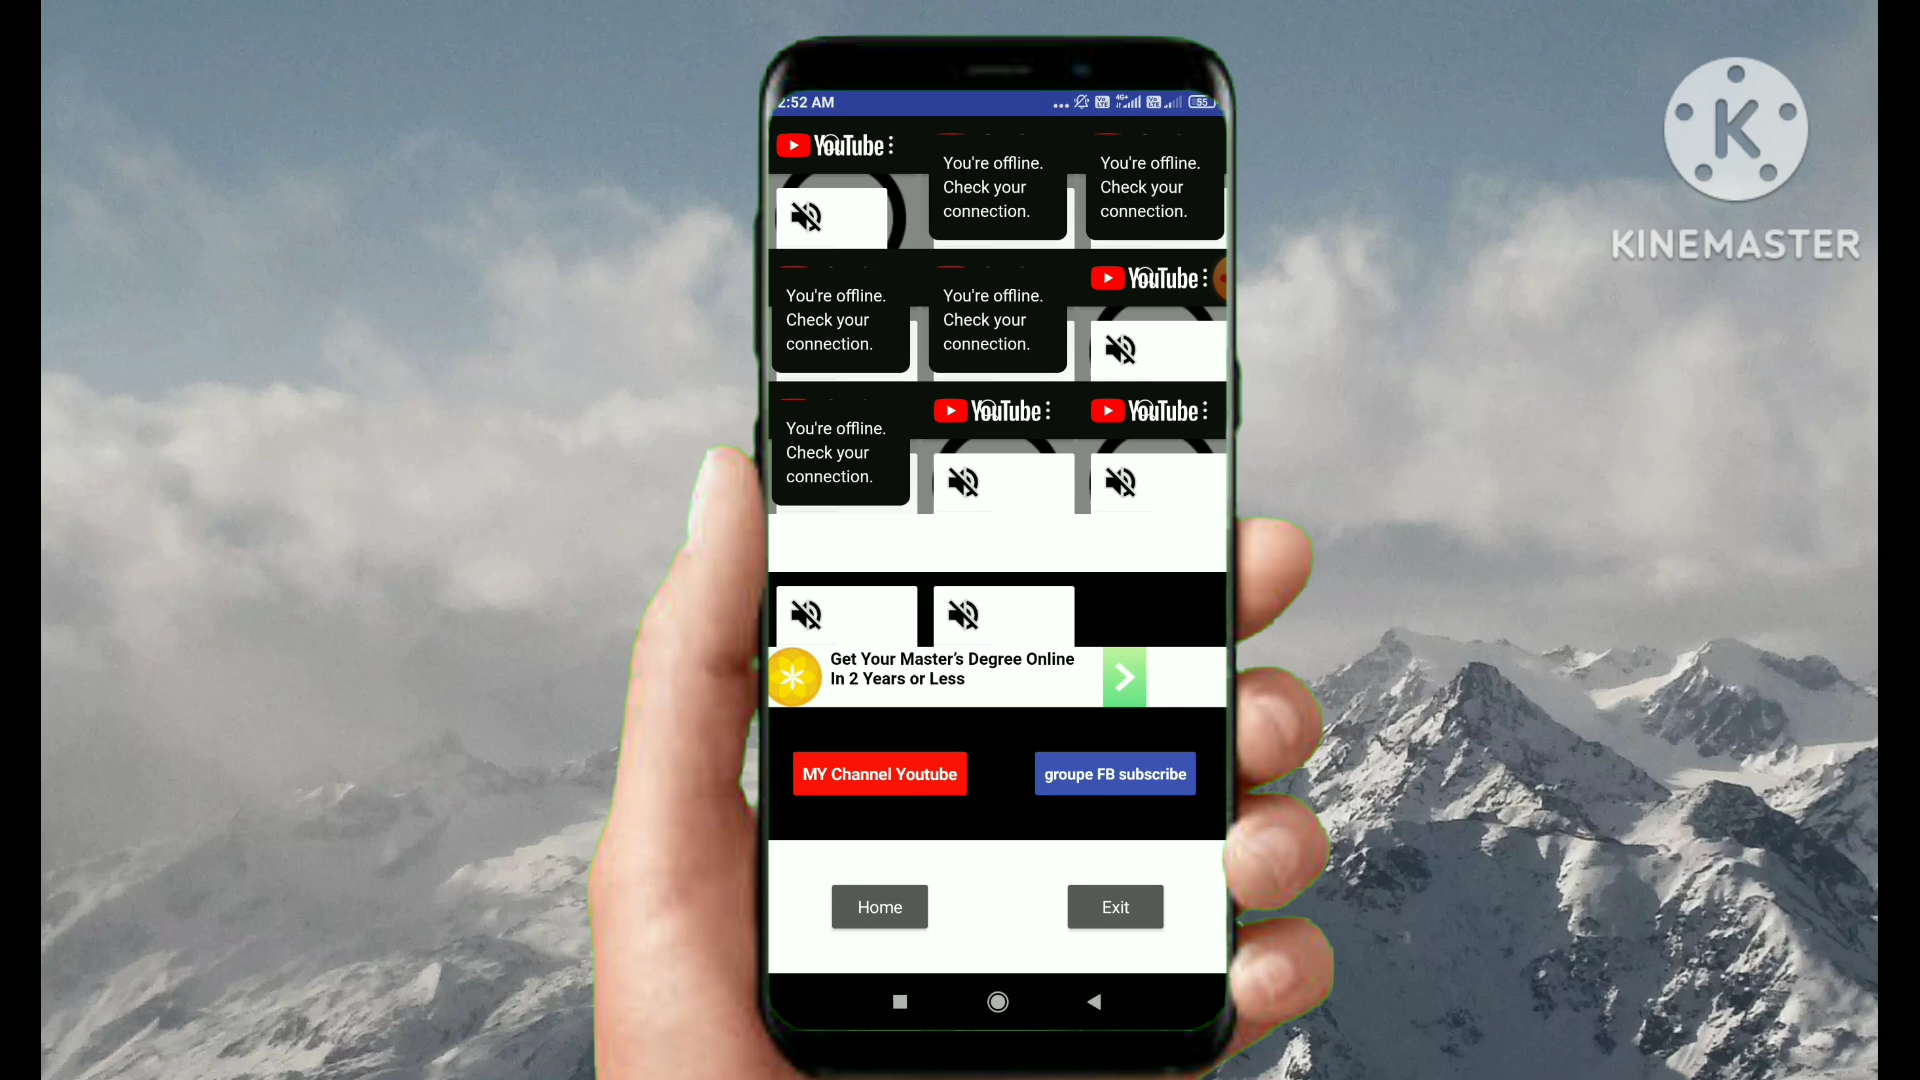 2:52 AM
55
YouTube
You're offline.
Check your
connection.
You're offline.
Check your
connection.
You're offline.
Check your
connection.
You're offline.
Check your
connection.
YouTube
You're offline.
Check your
connection.
YouTube
YouTube
Get Your Master's Degree Online
In 2 Years or Less
MY Channel Youtube
groupe FB subscribe
Home
Exit
K
KINEMASTER